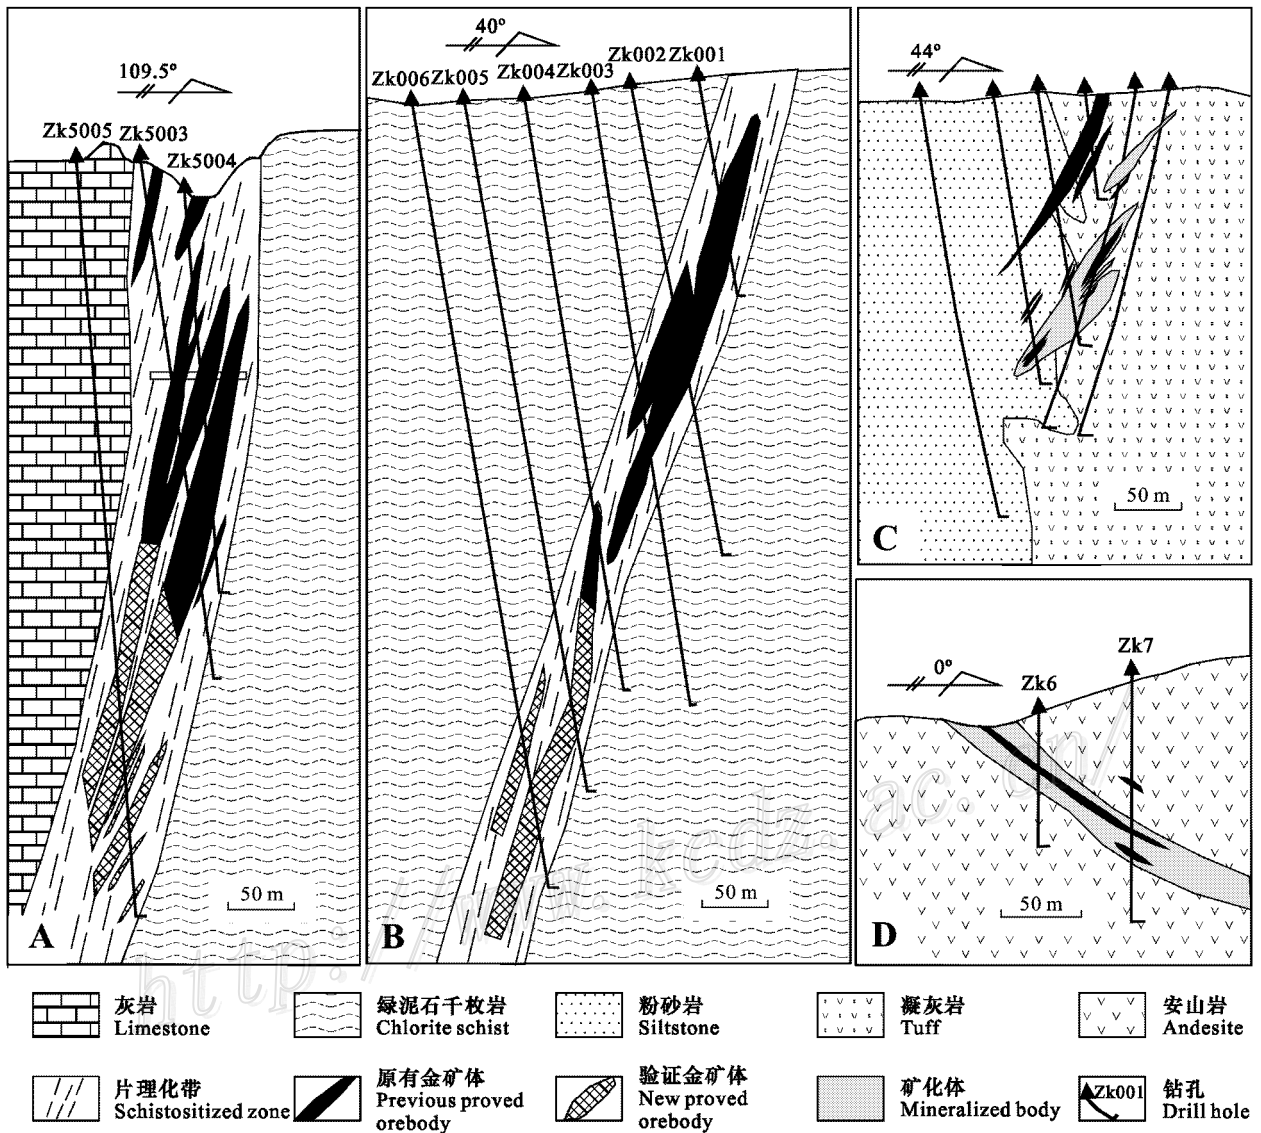 109.5°
Zk5005
Zk5003
Zk5004
50 m
A
40°
Zk006
Zk005
Zk004
Zk003
Zk002
Zk001
50 m
B
44°
50 m
C
0°
Zk6
Zk7
50 m
D
http://www.kcdz.ac.cn/
灰岩
Limestone
绿泥石千枚岩
Chlorite schist
粉砂岩
Siltstone
凝灰岩
Tuff
安山岩
Andesite
片理化带
Schistositized zone
原有金矿体
Previous proved
orebody
验证金矿体
New proved
orebody
矿化体
Mineralized body
Zk001
钻孔
Drill hole